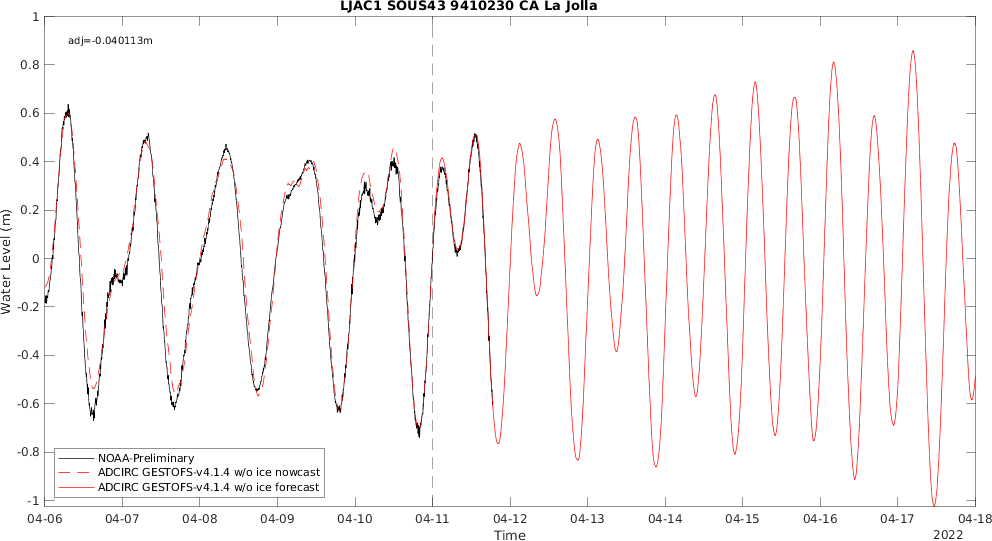 LJAC1 SOUS43 9410230 CA La Jolla
adj=-0.040113m
1
0.8
0.6
0.4
0.2
0
-0.2
-0.4
-0.6
-0.8
-1
Water Level (m)
NOAA-Preliminary
ADCIRC GESTOFS-v4.1.4 w/o ice nowcast
ADCIRC GESTOFS-v4.1.4 w/o ice forecast
04-06 04-07 04-08 04-09 04-10 04-11 04-12 04-13 04-14 04-15 04-16 04-17 04-18
Time
2022